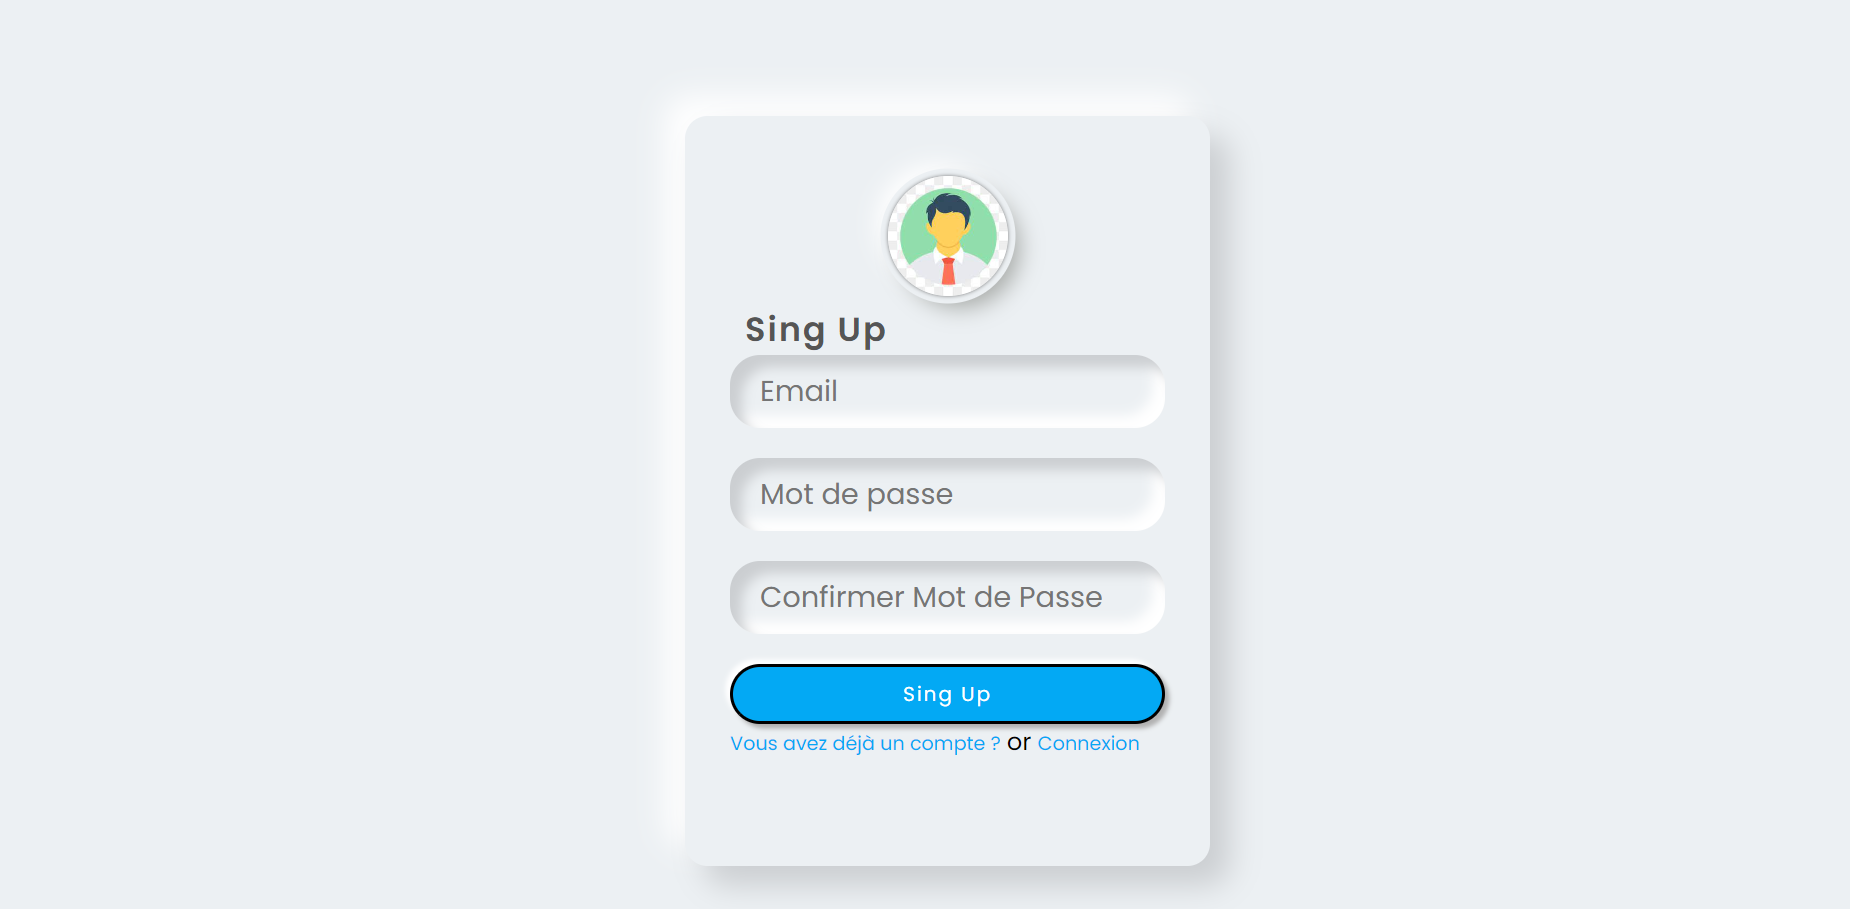 Sing Up
Email
Mot de passe
Confirmer Mot de Passe
Sing Up
Vous avez déjà un compte ? or Connexion